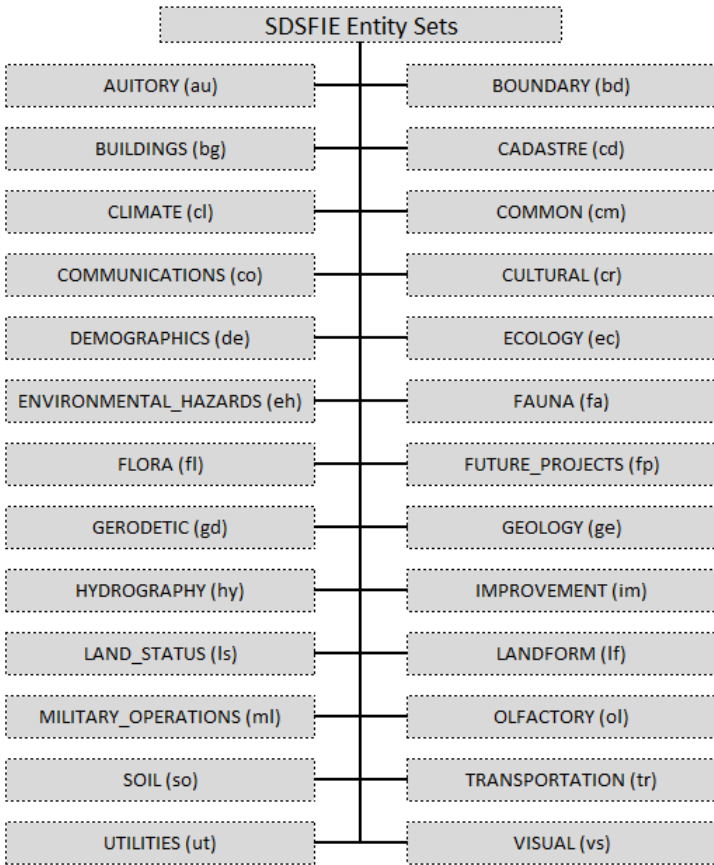 SDSFIE Entity Sets
AUITORY (au)
BOUNDARY (bd)
BUILDINGS (bg)
CADASTRE (cd)
CLIMATE (cl)
COMMON (cm)
COMMUNICATIONS (co)
CULTURAL (cr)
DEMOGRAPHICS (de)
ECOLOGY (ec)
ENVIRONMENTAL_HAZARDS (eh)
FAUNA (fa)
FLORA (fl)
FUTURE_PROJECTS (fp)
GERODETIC (gd)
GEOLOGY (ge)
HYDROGRAPHY (hy)
IMPROVEMENT (im)
LAND_STATUS (ls)
LANDFORM (lf)
MILITARY_OPERATIONS (ml)
OLFACTORY (ol)
SOIL (so)
TRANSPORTATION (tr)
UTILITIES (ut)
VISUAL (vs)